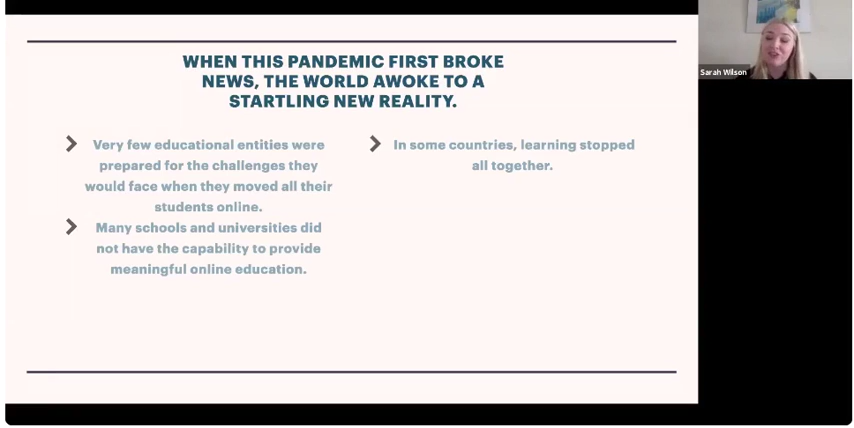 WHEN THIS PANDEMIC FIRST BROKE
NEWS, THE WORLD AWOKE TO A
STARTLING NEW REALITY.
Very few educational entities were
prepared for the challenges they
would face when they moved all their
students online.
Many schools and universities did
not have the capability to provide
meaningful online education.
In some countries, learning stopped
all together.
Sarah Wilson